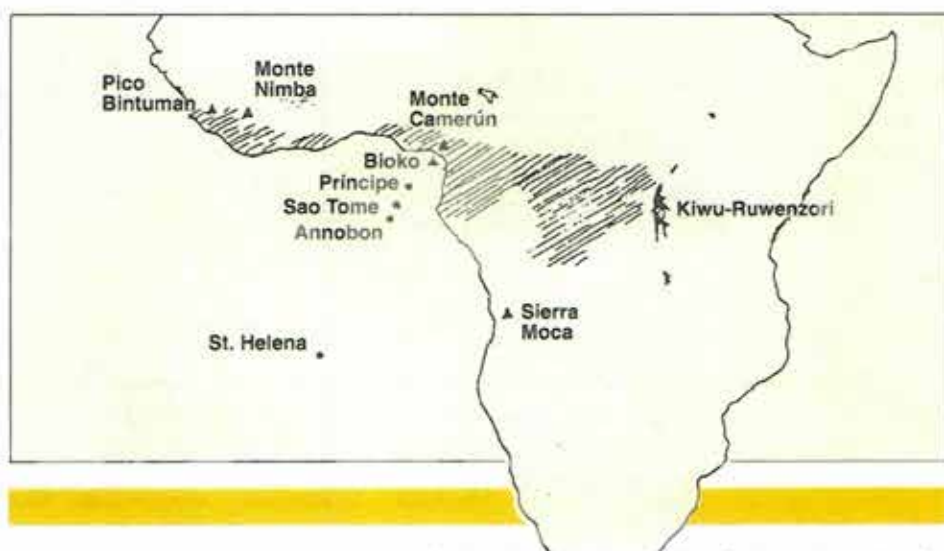 Pico
Bintuman
Monte
Nimba
Monte
Camerún
Bioko
Príncipe
Sao Tome
Annobon
Kiwu-Ruwenzori
Sierra
Moca
St. Helena